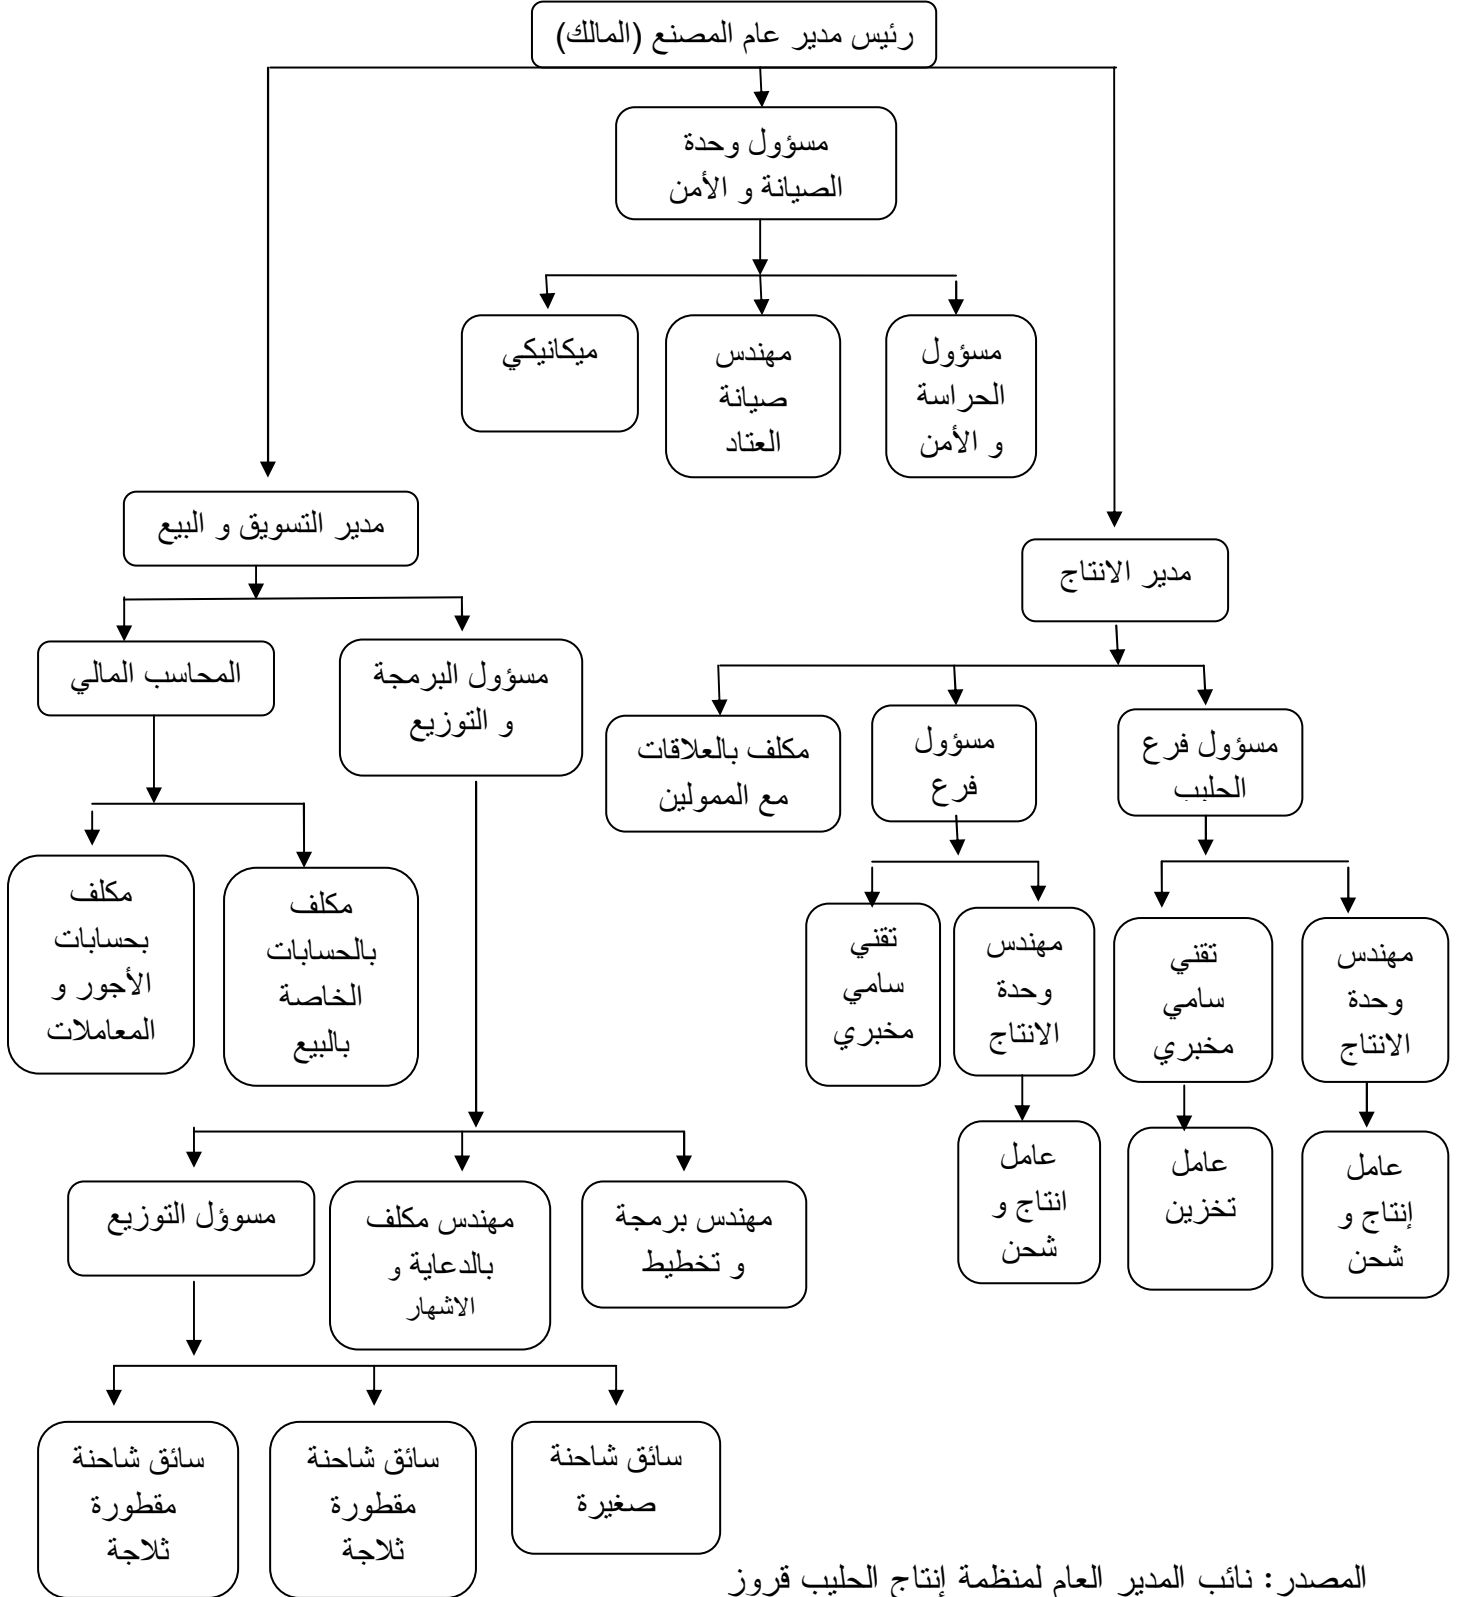 رئيس مدير عام المصنع (المالك)
مسؤول وحدة
الصيانة و الأمن
مسؤول
الحراسة
و الأمن
مهندس
صيانة
العتاد
ميكانيكي
مدير التسويق و البيع
مدير الانتاج
مسؤول البرمجة
و التوزيع
المحاسب المالي
مسؤول فرع
الحليب
مسؤول
فرع
مكلف بالعلاقات
مع الممولين
مكلف
بالحسابات
الخاصة
بالبيع
مكلف
بحسابات
الأجور و
المعاملات
مهندس
وحدة
الانتاج
تقني
سامي
مخبري
مهندس
وحدة
الانتاج
تقني
سامي
مخبري
عامل
إنتاج و
شحن
عامل
تخزين
عامل
انتاج و
شحن
مهندس برمجة
و تخطيط
مهندس مكلف
بالدعاية و
الاشهار
مسوؤل التوزيع
سائق شاحنة
صغيرة
سائق شاحنة
مقطورة
ثلاجة
سائق شاحنة
مقطورة
ثلاجة
المصدر: نائب المدير العام لمنظمة إنتاج الحليب قروز